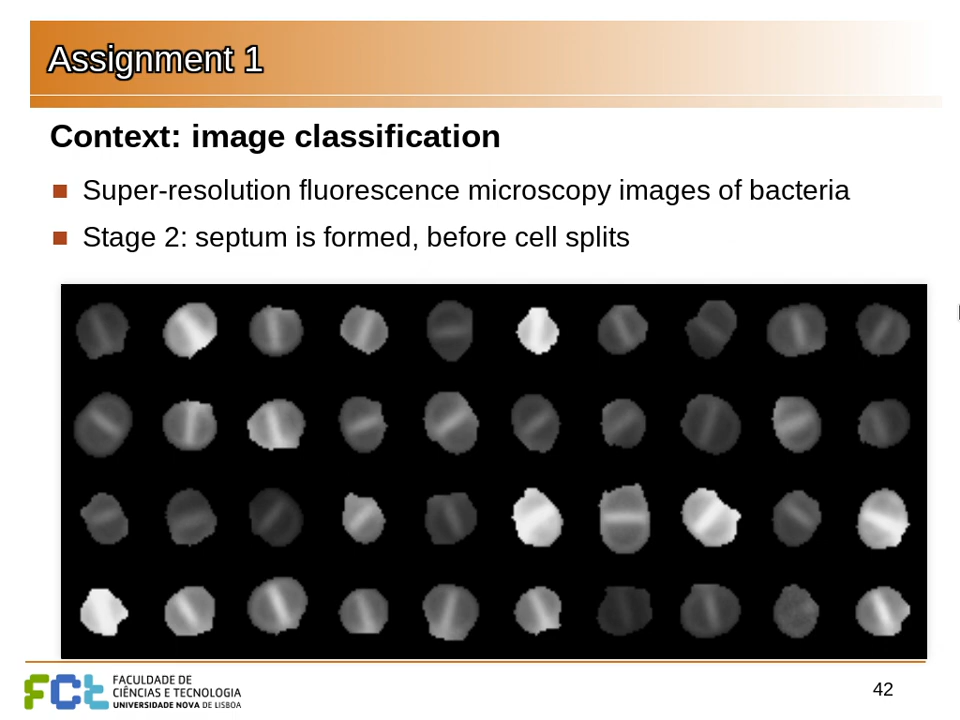 Assignment 1
Context: image classification
Super-resolution fluorescence microscopy images of bacteria
Stage 2: septum is formed, before cell splits
FCt
FACULDADE DE
CIÊNCIAS E TECNOLOGIA
UNIVERSIDADE NOVA DE LISBOA
42